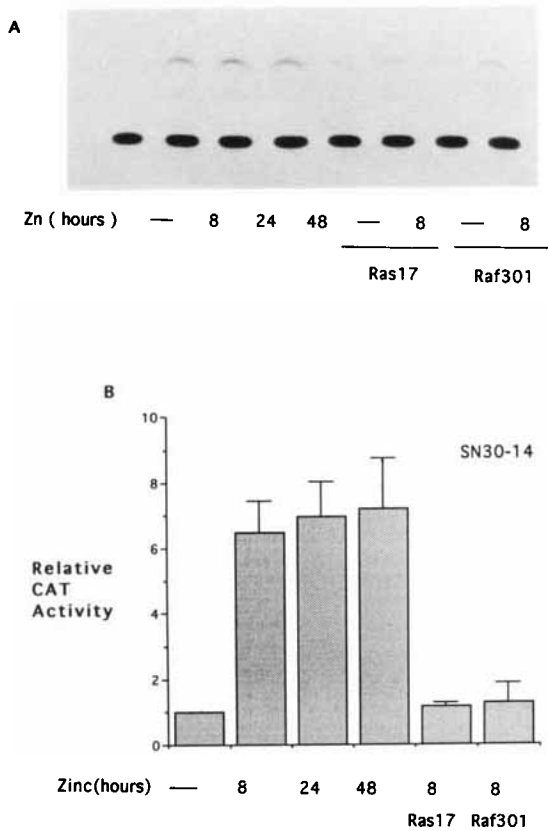 A
Zn ( hours ) — 8 24 48 — 8 — 8
Ras17 Raf301
B
10
8
6
4
2
0
SN30-14
Relative
CAT
Activity
Zinc(hours) — 8 24 48 8 8
Ras17 Raf301